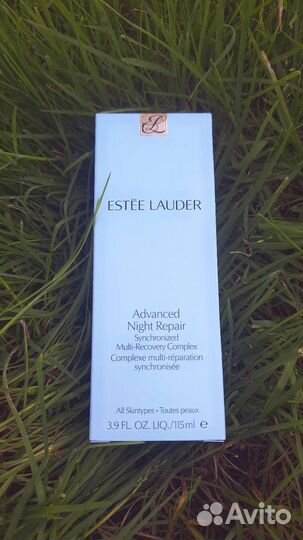 EL
ESTĒE LAUDER
Advanced
Night Repair
Synchronized
Multi-Recovery Complex
Complexe multi-réparation
synchronisée
All Skintypes • Toutes peaux
3.9 FL. OZ. LIQ./115ml ℮
Avito